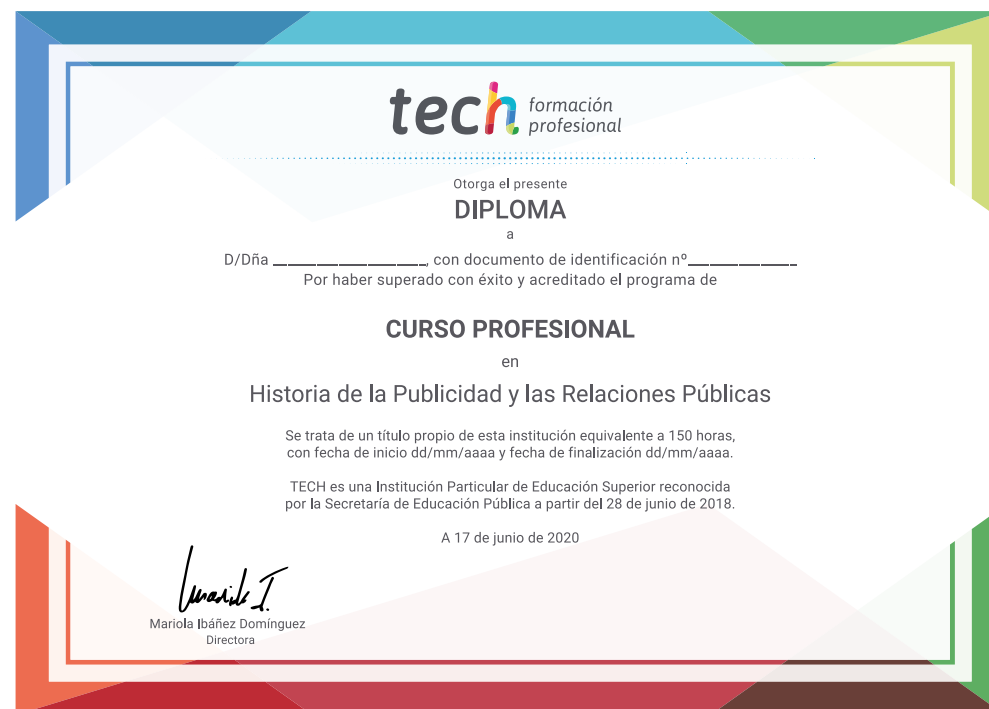 tech formación
profesional
Otorga el presente
DIPLOMA
a
D/Dña ____________________, con documento de identificación nº______________
Por haber superado con éxito y acreditado el programa de
CURSO PROFESIONAL
en
Historia de la Publicidad y las Relaciones Públicas
Se trata de un título propio de esta institución equivalente a 150 horas,
con fecha de inicio dd/mm/aaaa y fecha de finalización dd/mm/aaaa.
TECH es una Institución Particular de Educación Superior reconocida
por la Secretaría de Educación Pública a partir del 28 de junio de 2018.
A 17 de junio de 2020
Mariola Ibáñez Domínguez
Directora